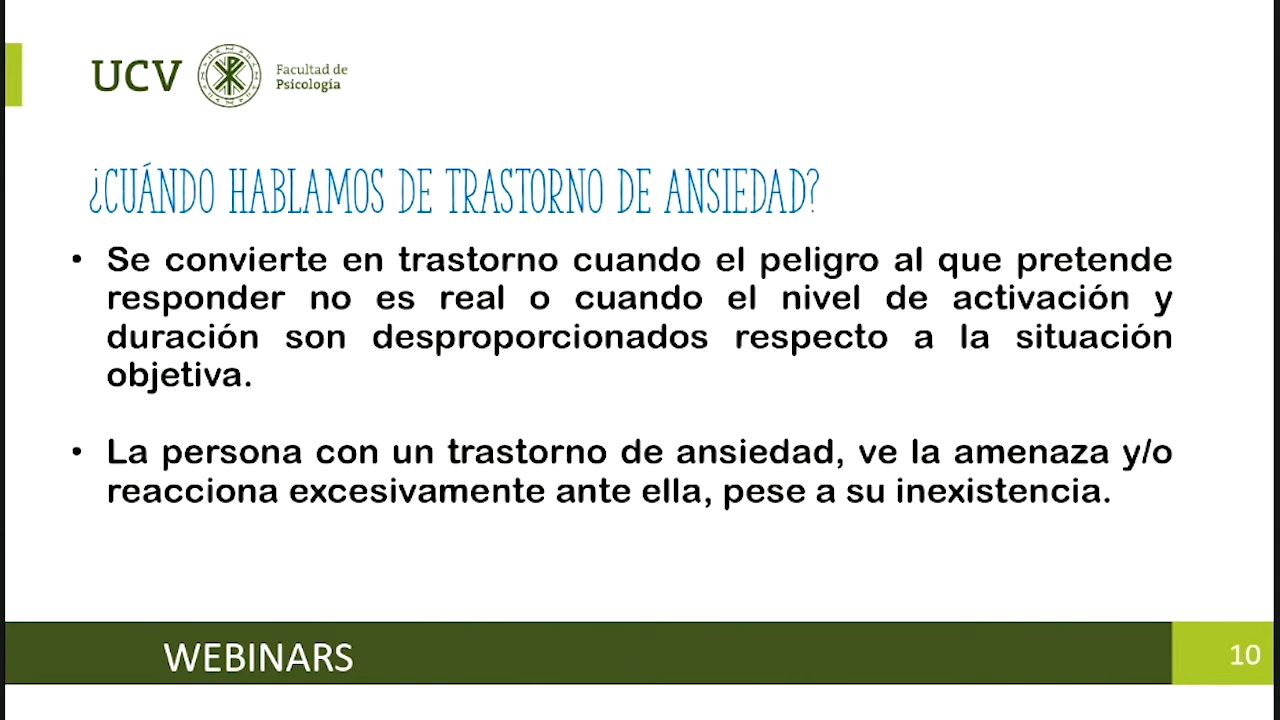 UCV
Facultad de
Psicología
¿CUÁNDO HABLAMOS DE TRASTORNO DE ANSIEDAD?
• Se convierte en trastorno cuando el peligro al que pretende
responder no es real o cuando el nivel de activación y
duración son desproporcionados respecto a la situación
objetiva.
• La persona con un trastorno de ansiedad, ve la amenaza y/o
reacciona excesivamente ante ella, pese a su inexistencia.
WEBINARS
10